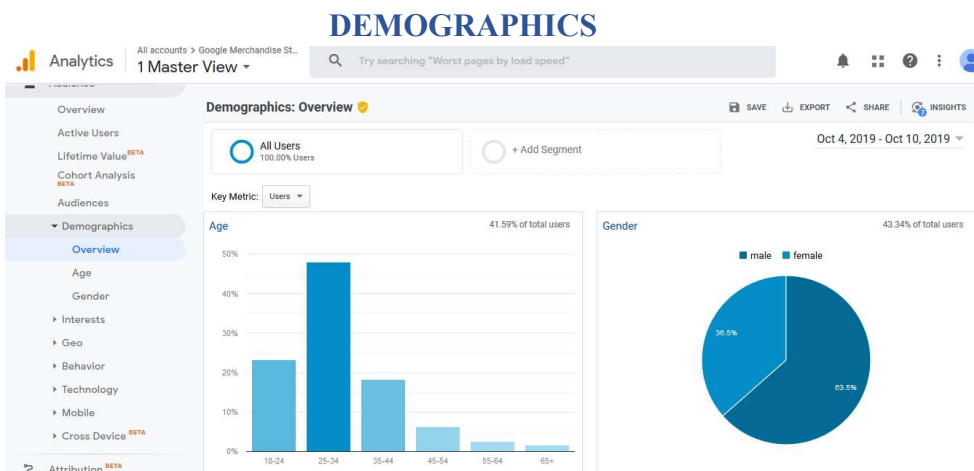 DEMOGRAPHICS
Analytics
All accounts > Google Merchandise St...
1 Master View
Try searching "Worst pages by load speed"
Audience
Overview
Active Users
Lifetime Value BETA
Cohort Analysis
BETA
Audiences
Demographics
Overview
Age
Gender
Interests
Geo
Behavior
Technology
Mobile
Cross Device BETA
Attribution BETA
Demographics: Overview
SAVE
EXPORT
SHARE
INSIGHTS
All Users
100.00% Users
+ Add Segment
Oct 4, 2019 - Oct 10, 2019
Key Metric:
Users
Age
41.59% of total users
50%
40%
30%
20%
10%
0%
18-24
25-34
35-44
45-54
55-64
65+
Gender
43.34% of total users
male
female
36.5%
63.5%